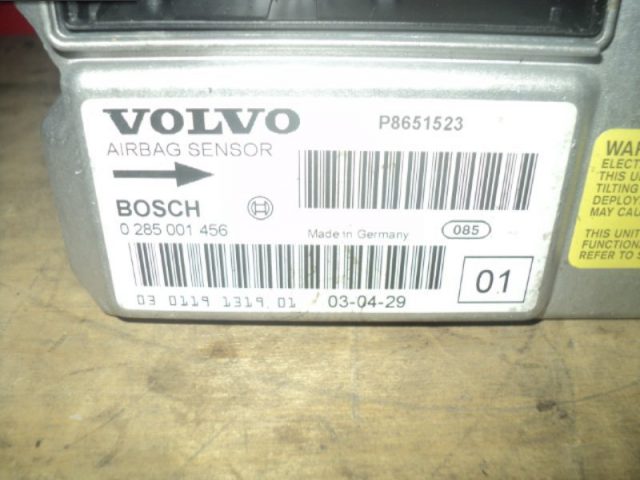 VOLVO
P8651523
AIRBAG SENSOR
BOSCH
0 285 001 456
Made in Germany
085
03 0119 1319 01
03-04-29
01
WAR
ELECT
THIS U
TILTING
DEPLOY
MAY CAU
THIS UNIT
FUNCTION
REFER TO S